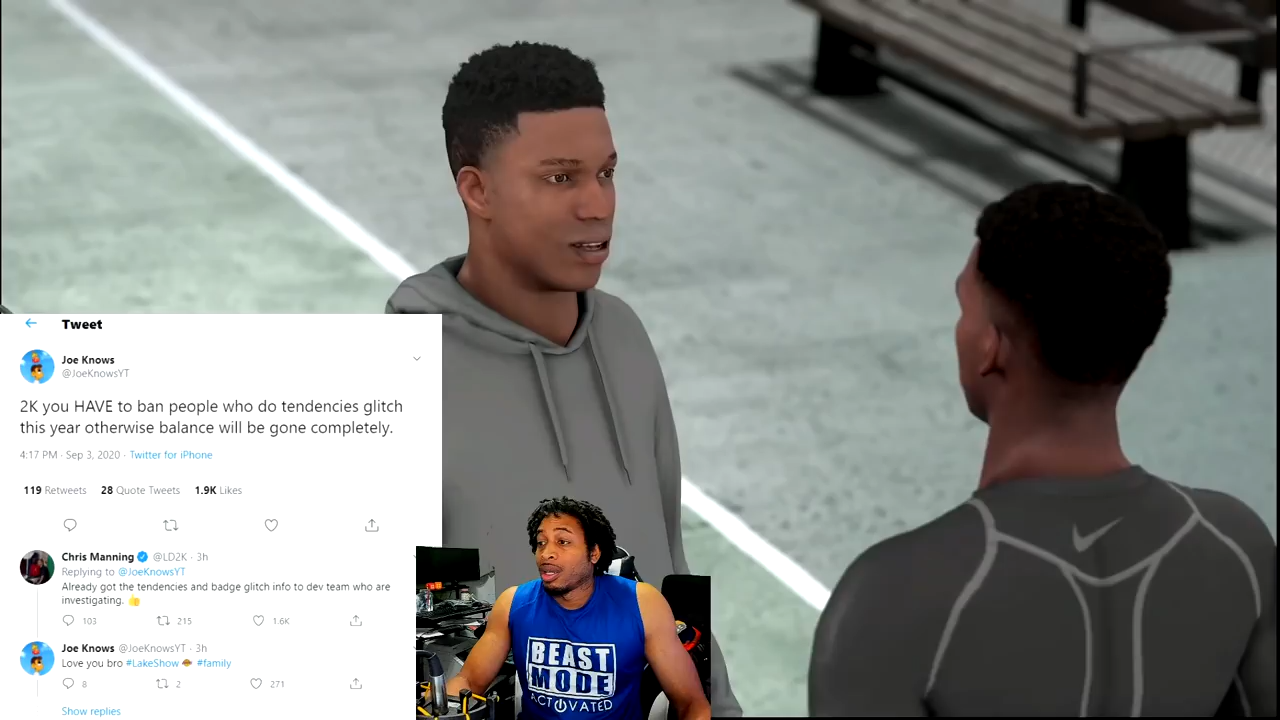 Tweet
Joe Knows
@JoeKnowsYT
2K you HAVE to ban people who do tendencies glitch
this year otherwise balance will be gone completely.
4:17 PM · Sep 3, 2020 · Twitter for iPhone
119 Retweets 28 Quote Tweets 1.9K Likes
Chris Manning @LD2K · 3h
Replying to @JoeKnowsYT
Already got the tendencies and badge glitch info to dev team who are
investigating.
103 215 1.6K
Joe Knows @JoeKnowsYT · 3h
Love you bro #LakeShow #family
8 2 271
Show replies
BEAST
MODE
ACTIVATED